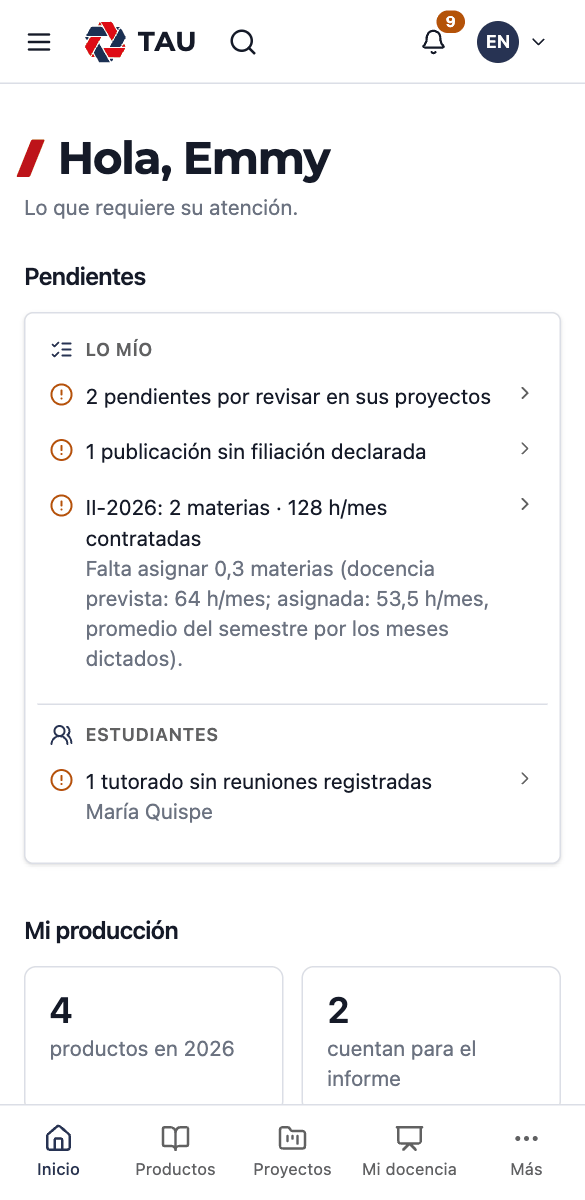 TAU
9
EN
Hola, Emmy
Lo que requiere su atención.
Pendientes
LO MÍO
2 pendientes por revisar en sus proyectos
1 publicación sin filiación declarada
II-2026: 2 materias · 128 h/mes
contratadas
Falta asignar 0,3 materias (docencia
prevista: 64 h/mes; asignada: 53,5 h/mes,
promedio del semestre por los meses
dictados).
ESTUDIANTES
1 tutorado sin reuniones registradas
María Quispe
Mi producción
4
productos en 2026
2
cuentan para el
informe
Inicio
Productos
Proyectos
Mi docencia
Más